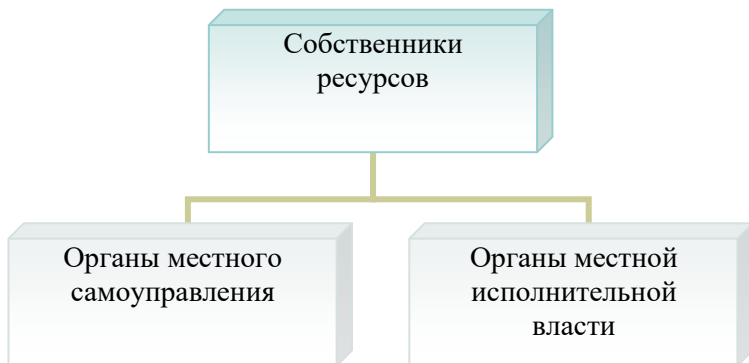 Собственники
ресурсов
Органы местного
самоуправления
Органы местной
исполнительной
власти